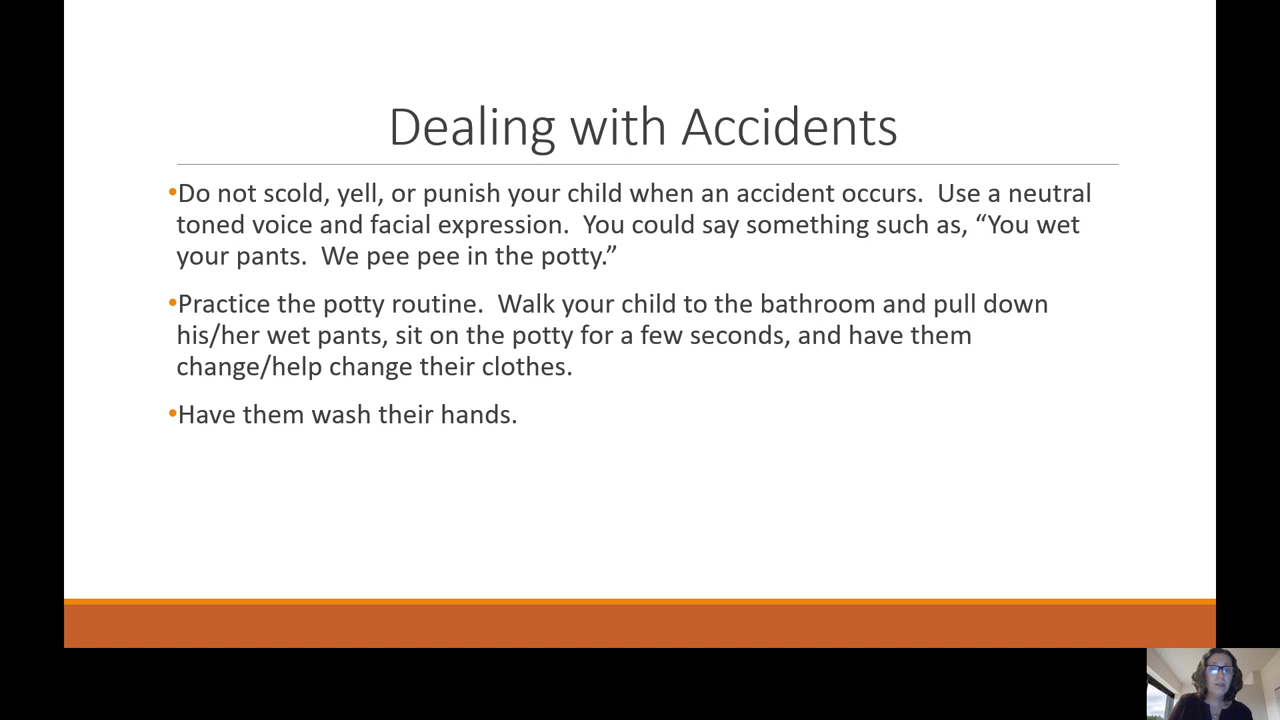 Dealing with Accidents
•Do not scold, yell, or punish your child when an accident occurs.  Use a neutral
toned voice and facial expression.  You could say something such as, “You wet
your pants.  We pee pee in the potty.”
•Practice the potty routine.  Walk your child to the bathroom and pull down
his/her wet pants, sit on the potty for a few seconds, and have them
change/help change their clothes.
•Have them wash their hands.